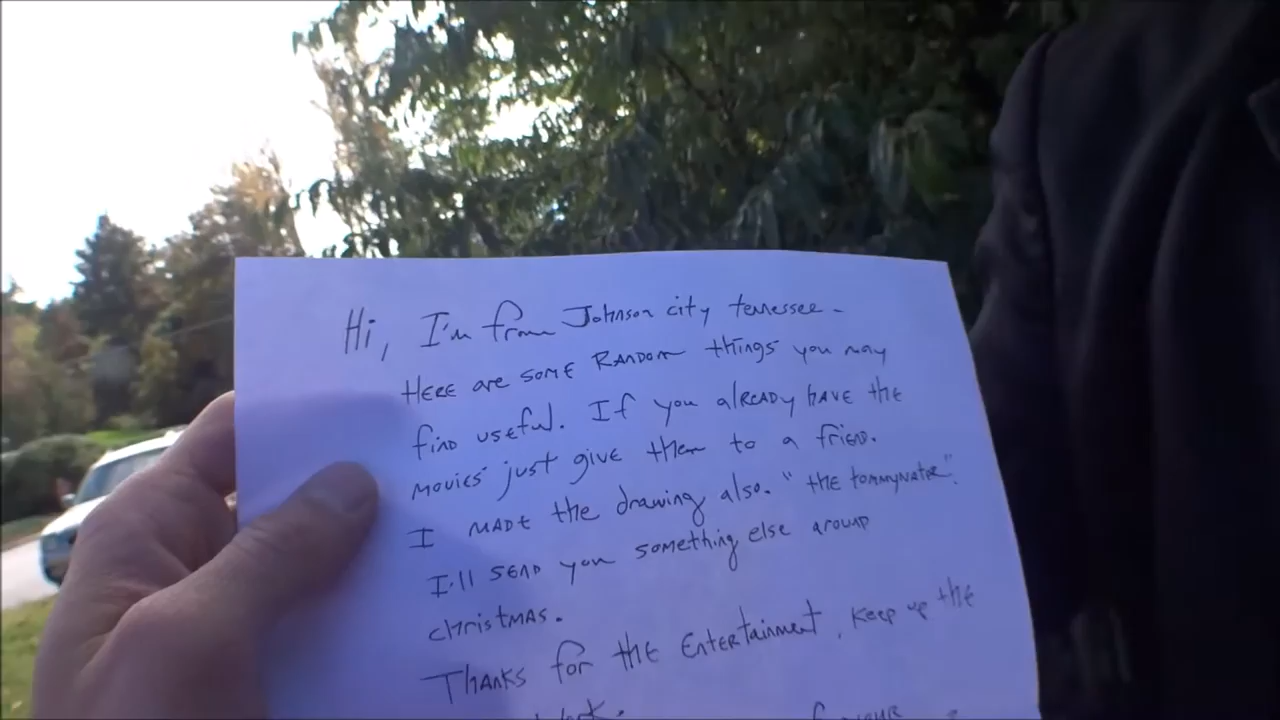 Hi, I'm from Johnson city tennessee.
HERE are some RANDOM things you may
find useful. If you alREADY hAVE the
movies just give them to a friend.
I MADE the drawing also. "the tommynator".
I'll SEND you something else around
christmas.
Thanks for the Entertainment, keep up the
work.